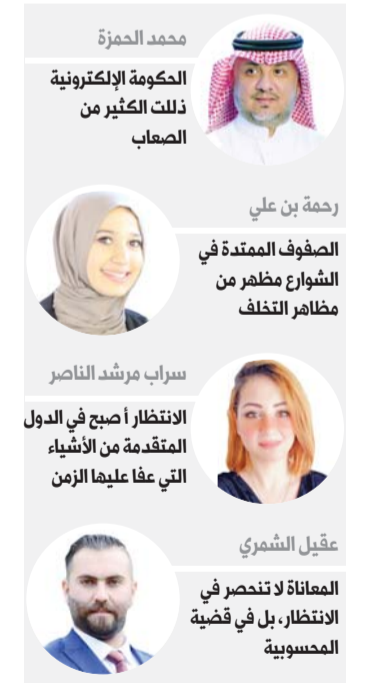 محمد الحمزة
الحكومة الإلكترونية
ذللت الكثير من
الصعاب
رحمة بن علي
الصفوف الممتدة في
الشوارع مظهر من
مظاهر التخلف
سراب مرشد الناصر
الانتظار أصبح في الدول
المتقدمة من الأشياء
التي عفا عليها الزمن
عقيل الشمري
المعاناة لا تنحصر في
الانتظار، بل في قضية
المحسوبية